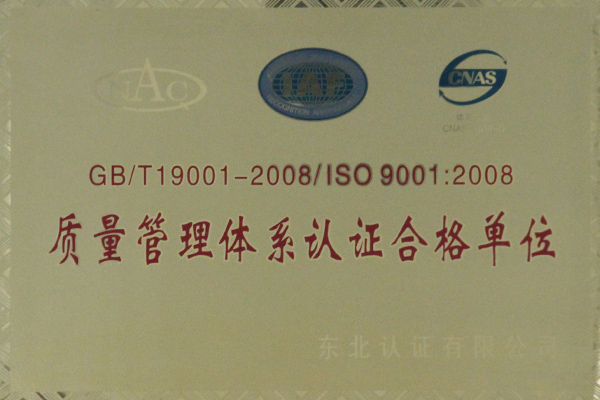 NAC
IAF
CNAS
GB/T19001-2008/ISO 9001:2008
质量管理体系认证合格单位
东北认证有限公司